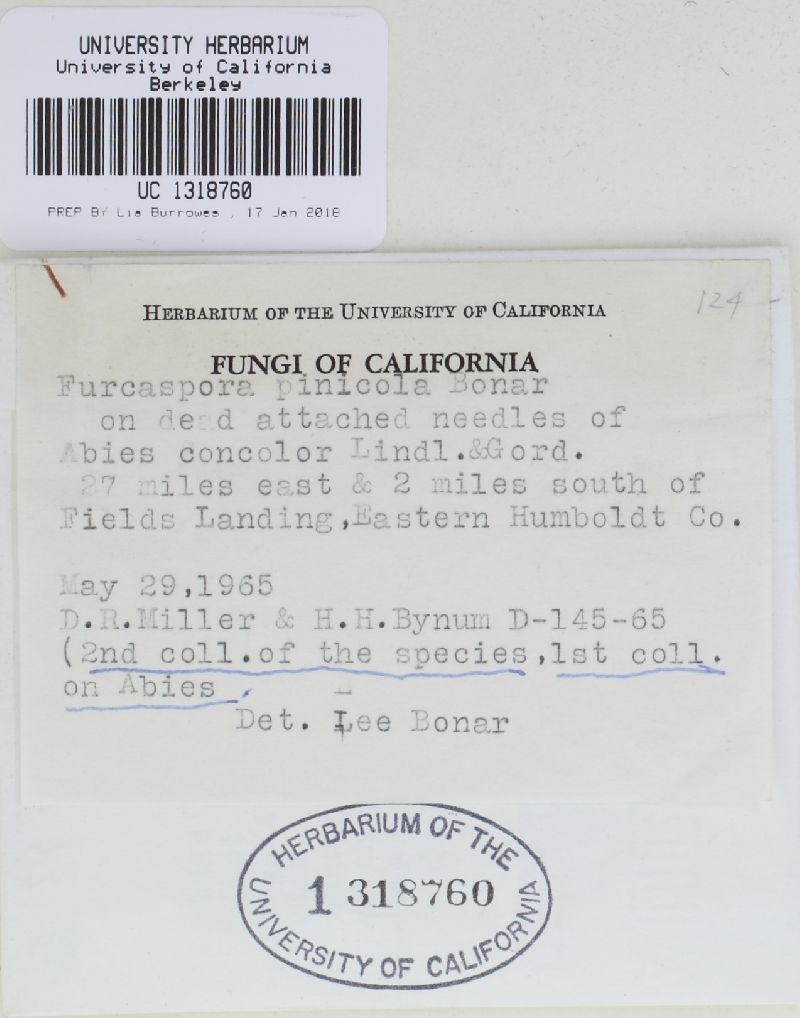 UNIVERSITY HERBARIUM
University of California
Berkeley
UC 1318760
PREP BY Lia Burrowes , 17 Jan 2018
124
HERBARIUM OF THE UNIVERSITY OF CALIFORNIA
FUNGI OF CALIFORNIA
Furcaspora pinicola Bonar
on dead attached needles of
Abies concolor Lindl.&Gord.
27 miles east & 2 miles south of
Fields Landing,Eastern Humboldt Co.
May 29,1965
D.R.Miller & H.H.Bynum D-145-65
(2nd coll.of the species,1st coll.
on Abies .
Det. Lee Bonar
HERBARIUM OF THE
1 318760
UNIVERSITY OF CALIFORNIA